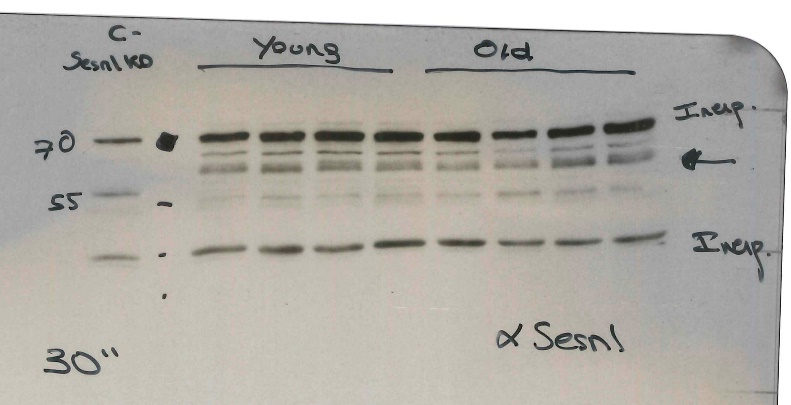 C-
Sesn1 KO
Young
Old
Inesp.
70
55
Inesp.
α Sesn1
30"